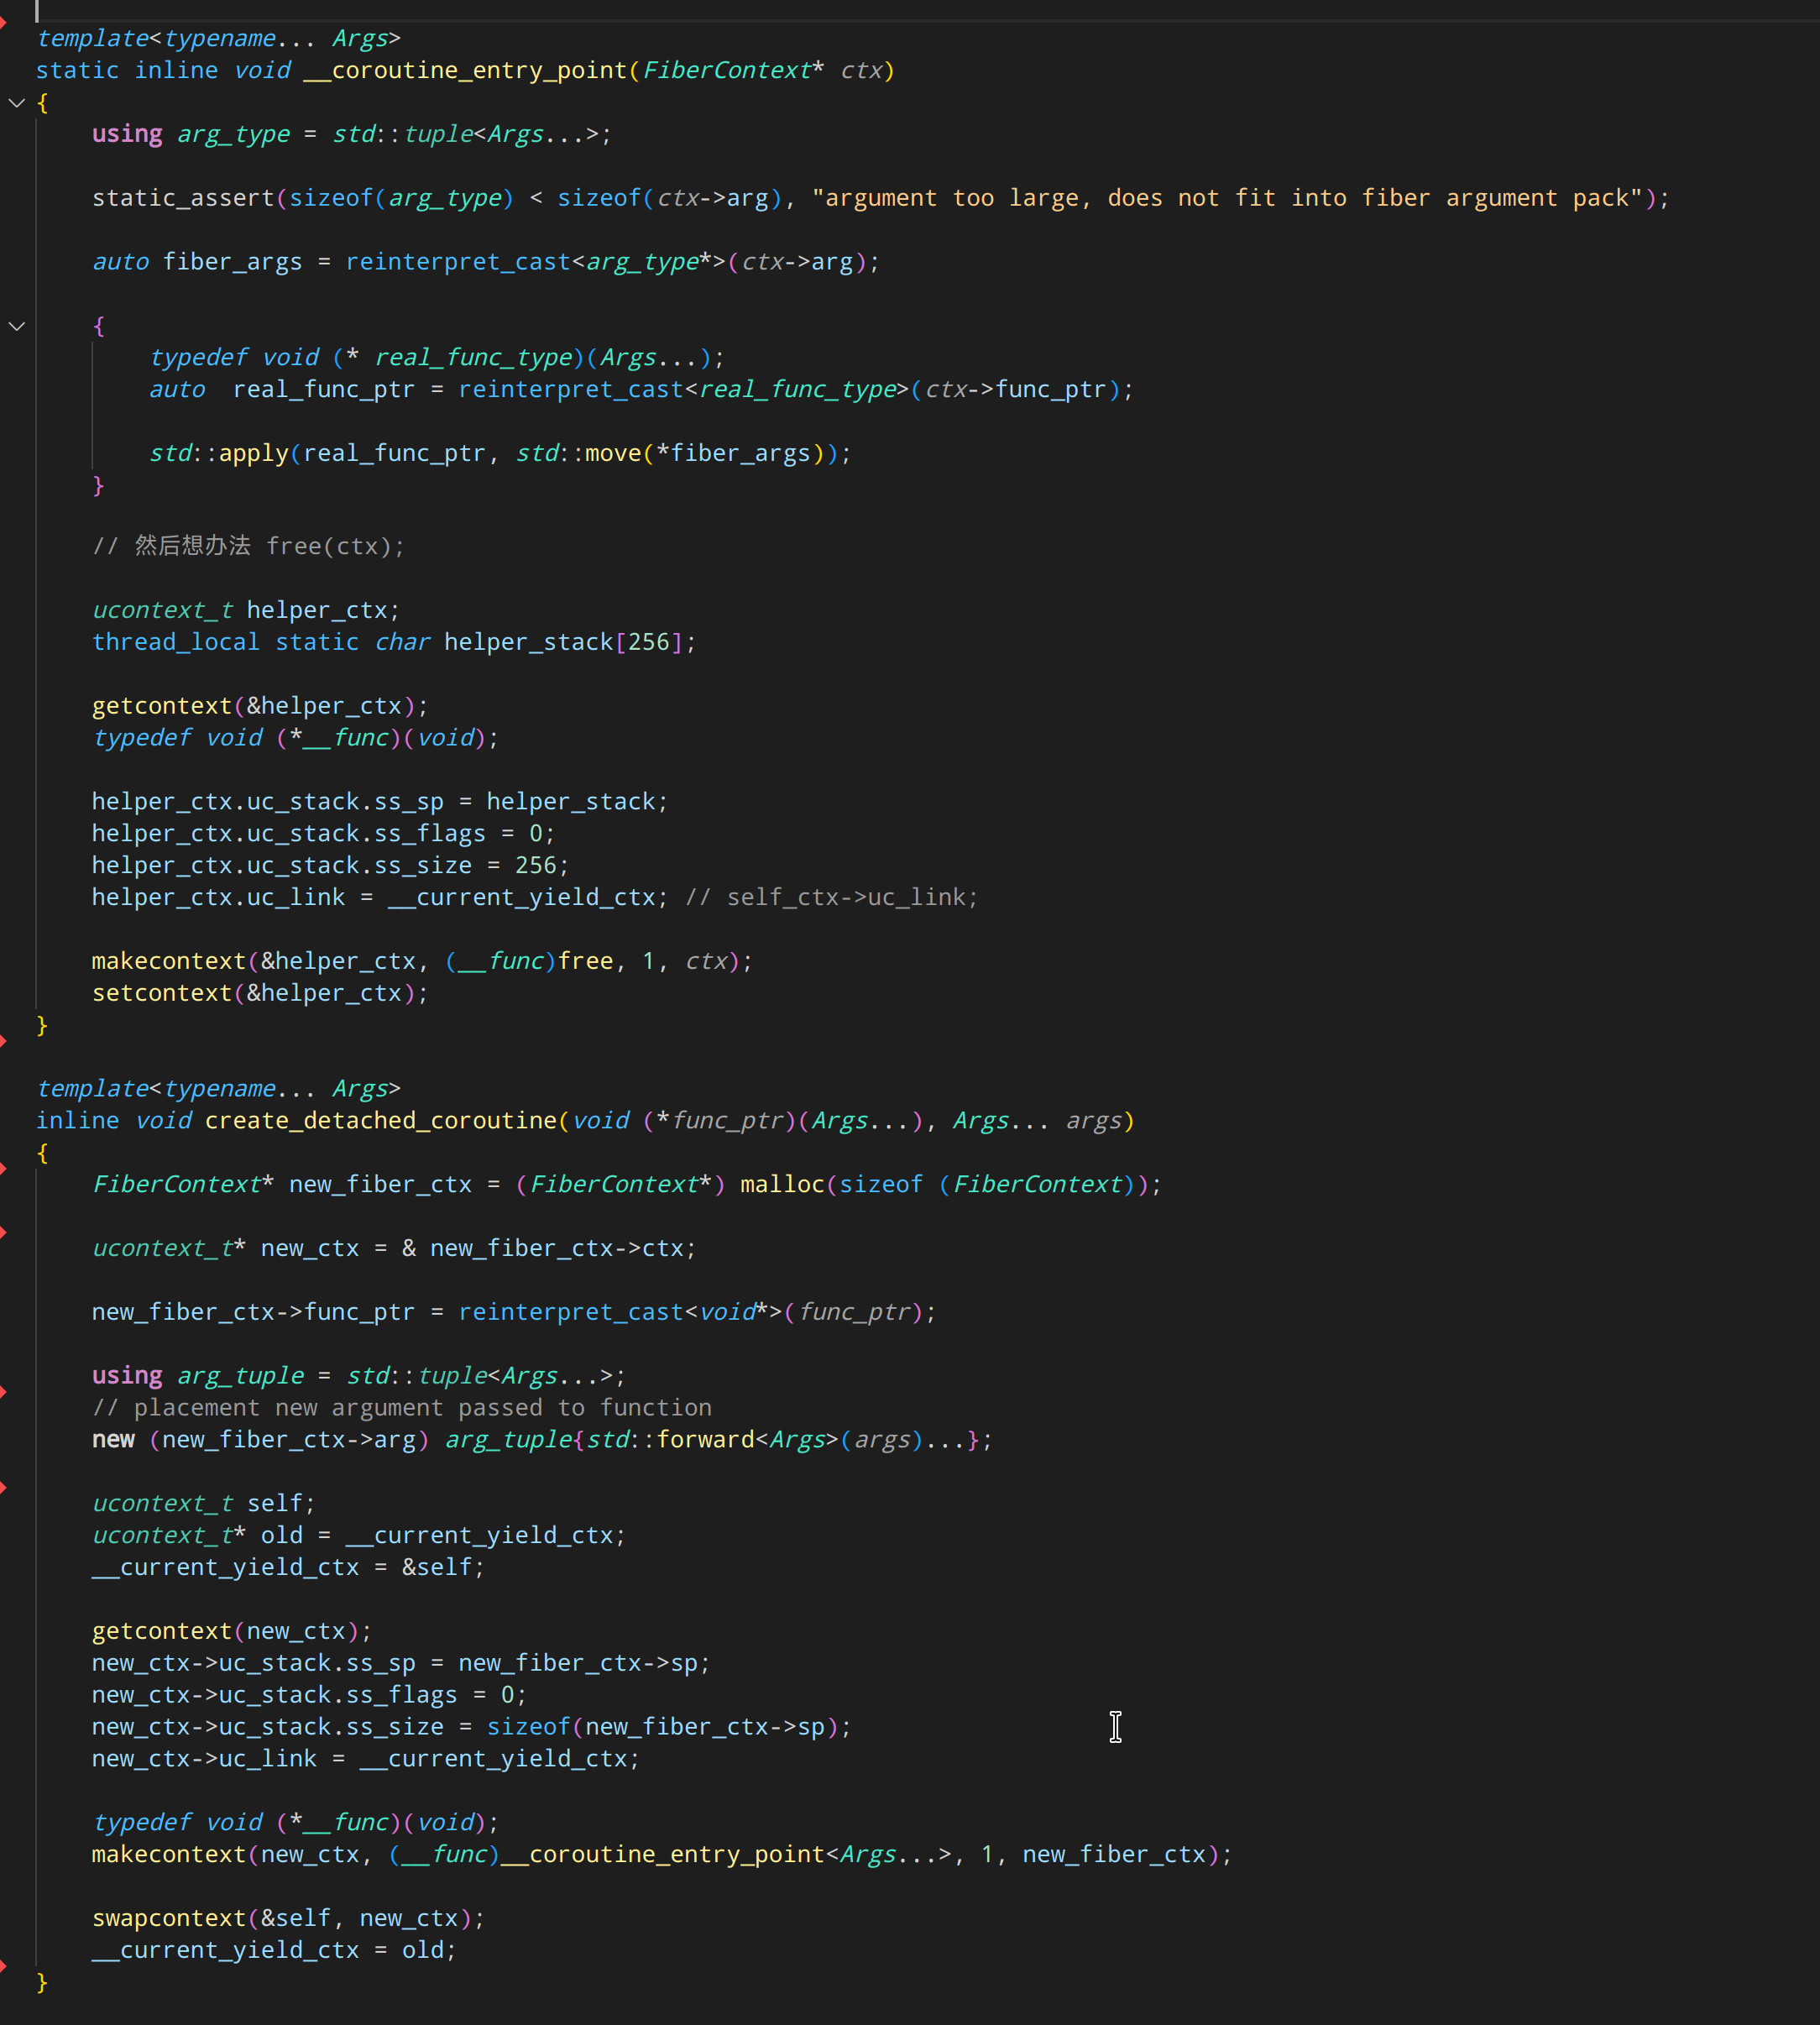 template<typename... Args>
static inline void __coroutine_entry_point(FiberContext* ctx)
{
    using arg_type = std::tuple<Args...>;
    static_assert(sizeof(arg_type) < sizeof(ctx->arg), "argument too large, does not fit into fiber argument pack");
    auto fiber_args = reinterpret_cast<arg_type*>(ctx->arg);
    {
        typedef void (* real_func_type)(Args...);
        auto  real_func_ptr = reinterpret_cast<real_func_type>(ctx->func_ptr);
        std::apply(real_func_ptr, std::move(*fiber_args));
    }
    // 然后想办法 free(ctx);
    ucontext_t helper_ctx;
    thread_local static char helper_stack[256];
    getcontext(&helper_ctx);
    typedef void (*__func)(void);
    helper_ctx.uc_stack.ss_sp = helper_stack;
    helper_ctx.uc_stack.ss_flags = 0;
    helper_ctx.uc_stack.ss_size = 256;
    helper_ctx.uc_link = __current_yield_ctx; // self_ctx->uc_link;
    makecontext(&helper_ctx, (__func)free, 1, ctx);
    setcontext(&helper_ctx);
}
template<typename... Args>
inline void create_detached_coroutine(void (*func_ptr)(Args...), Args... args)
{
    FiberContext* new_fiber_ctx = (FiberContext*) malloc(sizeof (FiberContext));
    ucontext_t* new_ctx = & new_fiber_ctx->ctx;
    new_fiber_ctx->func_ptr = reinterpret_cast<void*>(func_ptr);
    using arg_tuple = std::tuple<Args...>;
    // placement new argument passed to function
    new (new_fiber_ctx->arg) arg_tuple{std::forward<Args>(args)...};
    ucontext_t self;
    ucontext_t* old = __current_yield_ctx;
    __current_yield_ctx = &self;
    getcontext(new_ctx);
    new_ctx->uc_stack.ss_sp = new_fiber_ctx->sp;
    new_ctx->uc_stack.ss_flags = 0;
    new_ctx->uc_stack.ss_size = sizeof(new_fiber_ctx->sp);
    new_ctx->uc_link = __current_yield_ctx;
    typedef void (*__func)(void);
    makecontext(new_ctx, (__func)__coroutine_entry_point<Args...>, 1, new_fiber_ctx);
    swapcontext(&self, new_ctx);
    __current_yield_ctx = old;
}